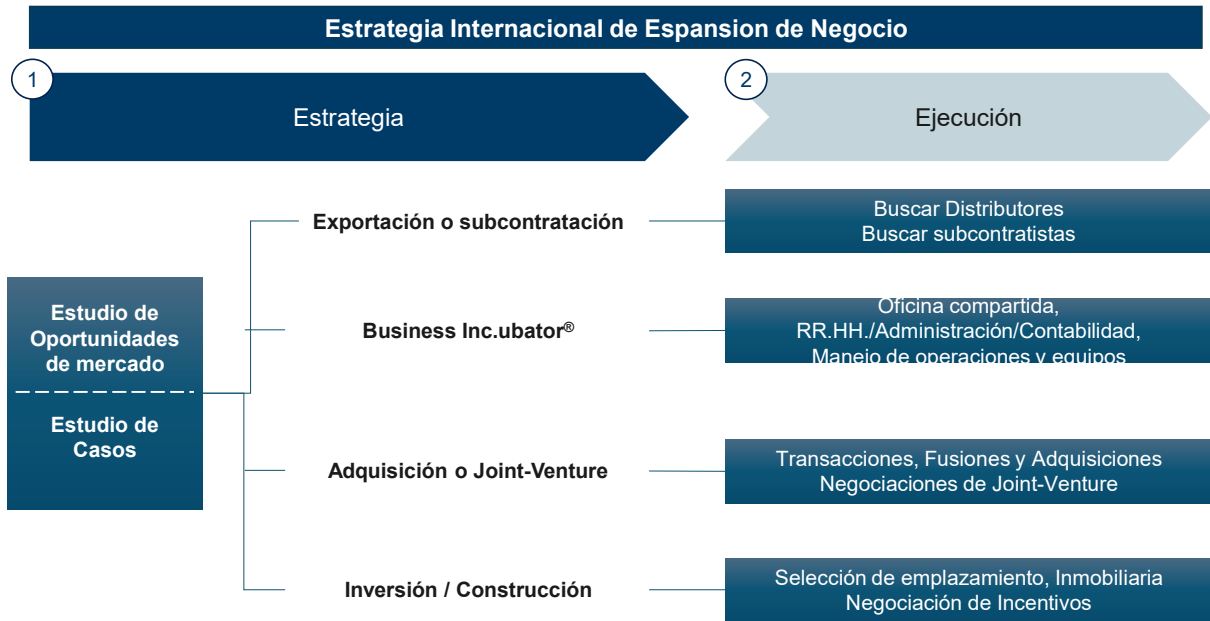 Estrategia Internacional de Espansion de Negocio
1
Estrategia
2
Ejecución
Estudio de
Oportunidades
de mercado
Estudio de
Casos
Exportación o subcontratación
Buscar Distributores
Buscar subcontratistas
Business Inc.ubator®
Oficina compartida,
RR.HH./Administración/Contabilidad,
Manejo de operaciones y equipos
Adquisición o Joint-Venture
Transacciones, Fusiones y Adquisiciones
Negociaciones de Joint-Venture
Inversión / Construcción
Selección de emplazamiento, Inmobiliaria
Negociación de Incentivos